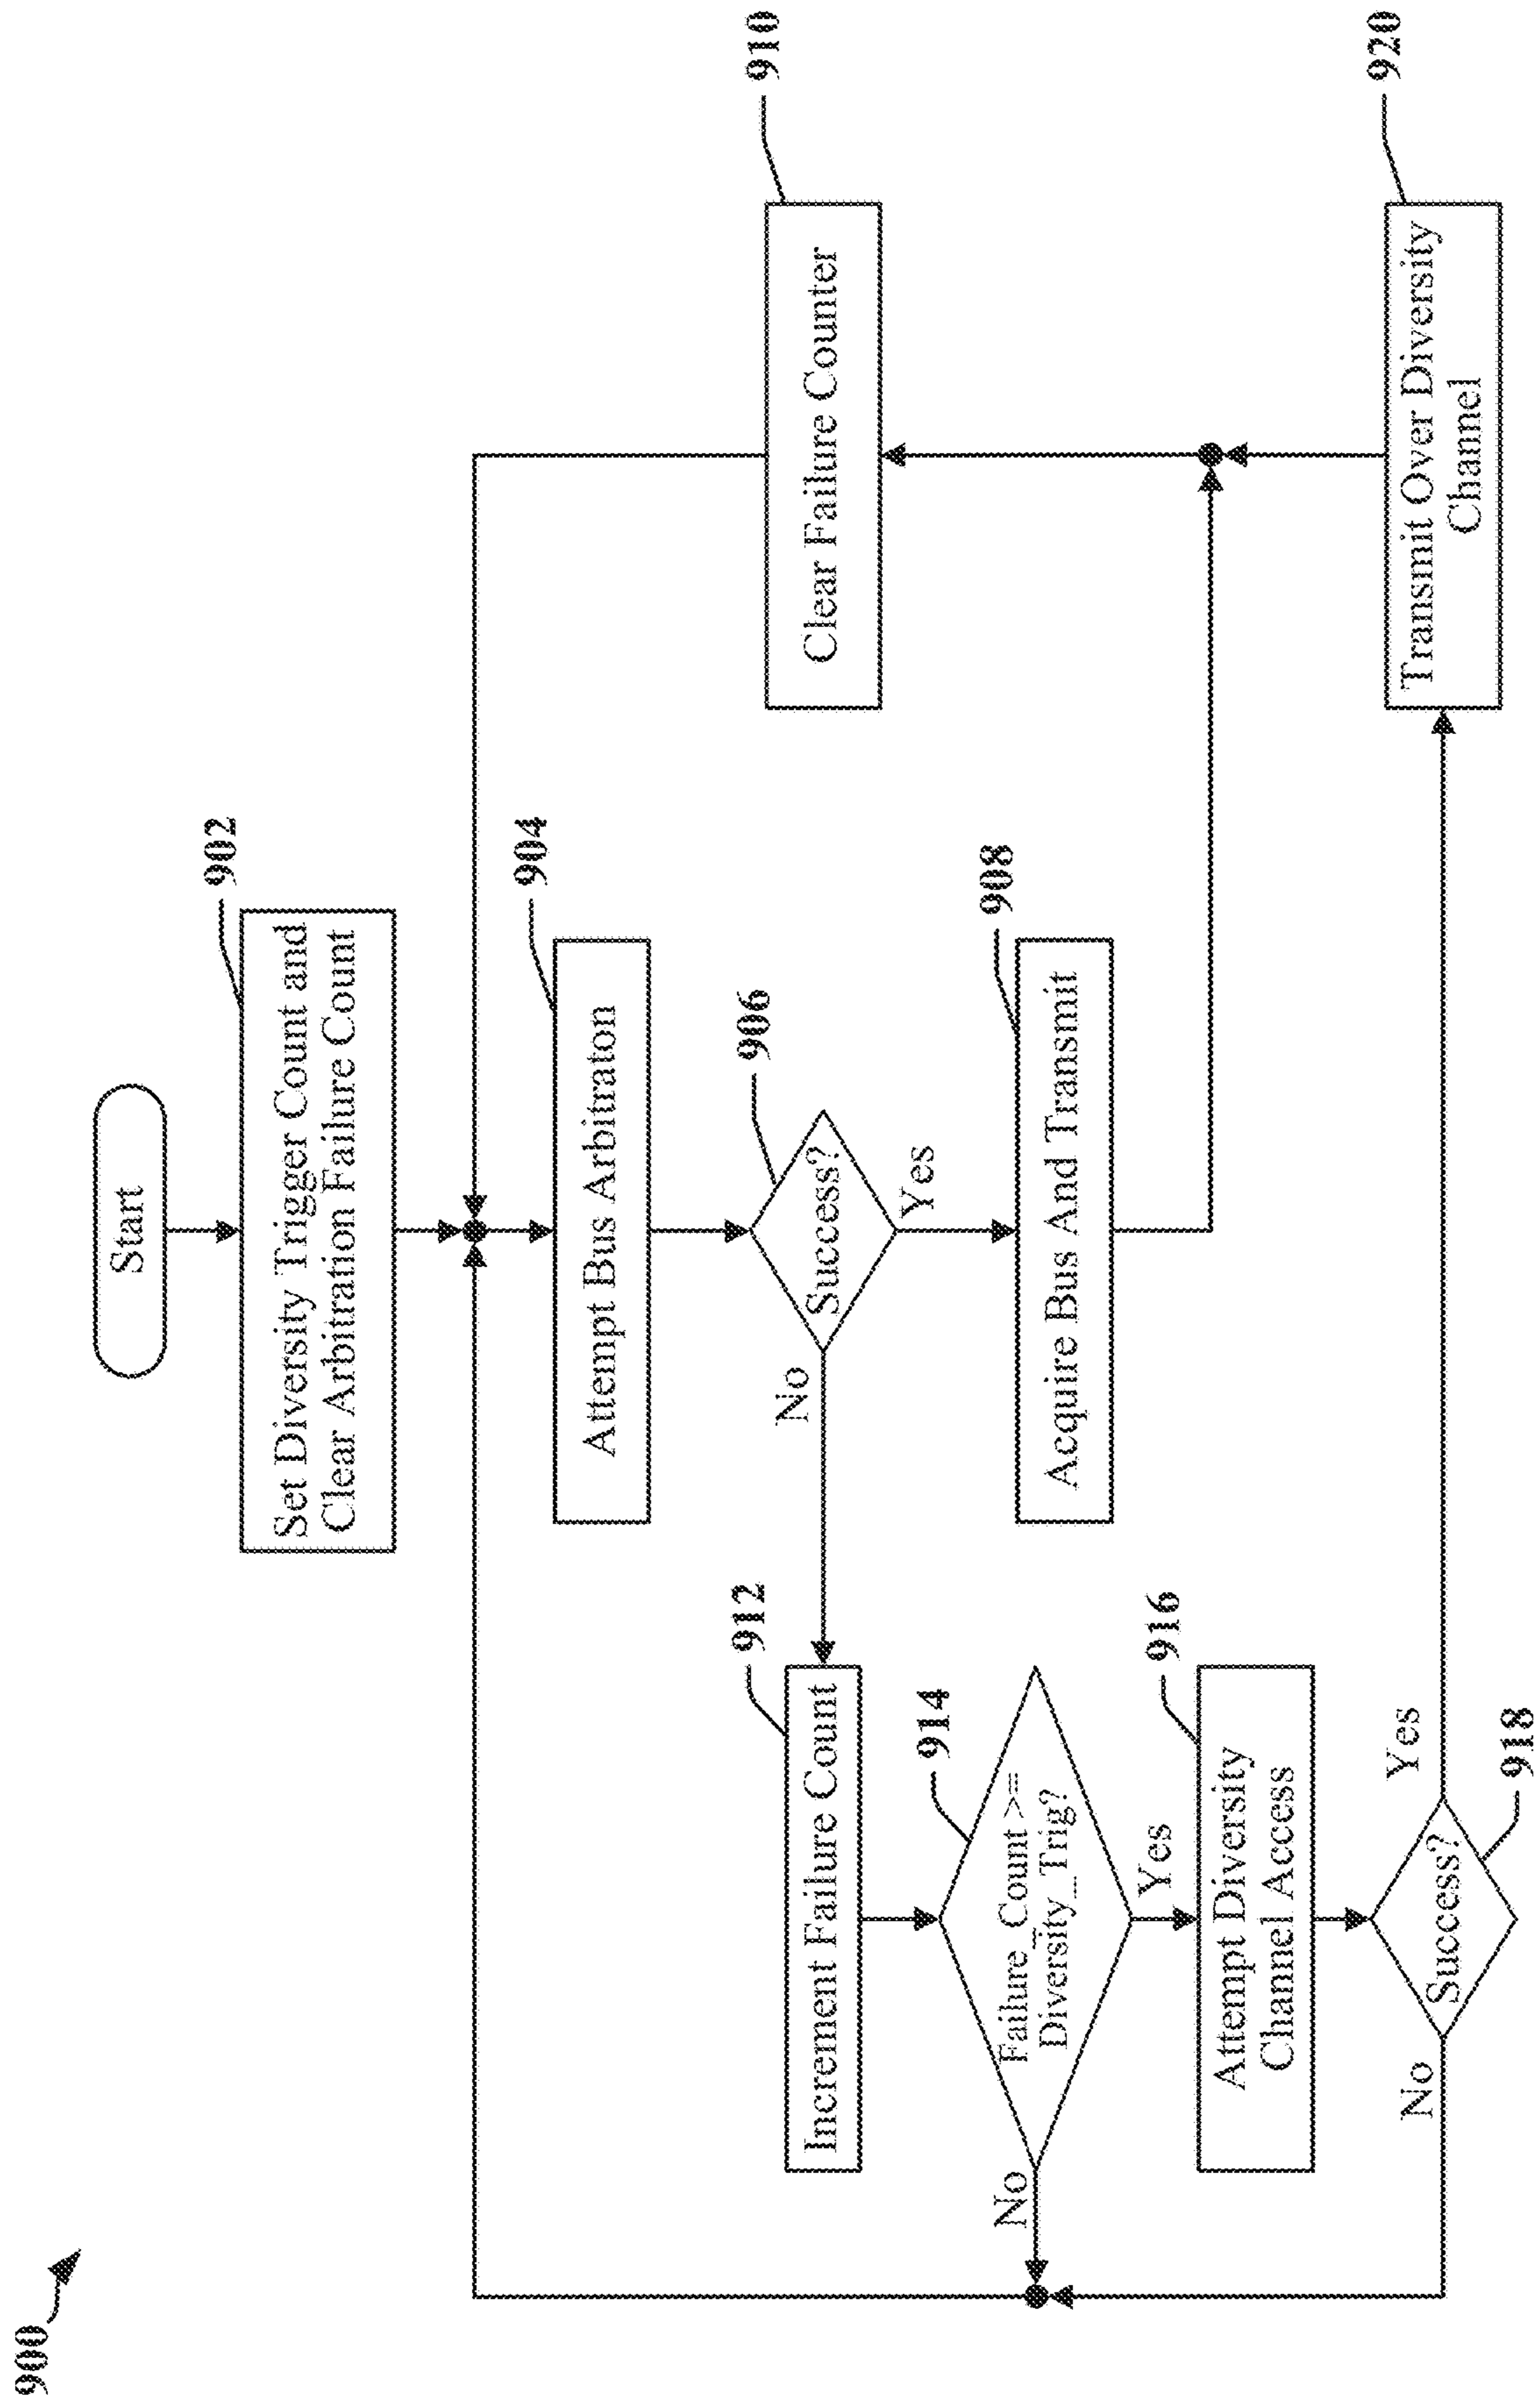 900
Start
902
Set Diversity Trigger Count and
Clear Arbitration Failure Count
904
Attempt Bus Arbitraton
906
Success?
No
Yes
908
Acquire Bus And Transmit
910
Clear Failure Counter
912
Increment Failure Count
914
Failure_Count >=
Diversity_Trig?
No
Yes
916
Attempt Diversity
Channel Access
918
Success?
No
Yes
920
Transmit Over Diversity
Channel